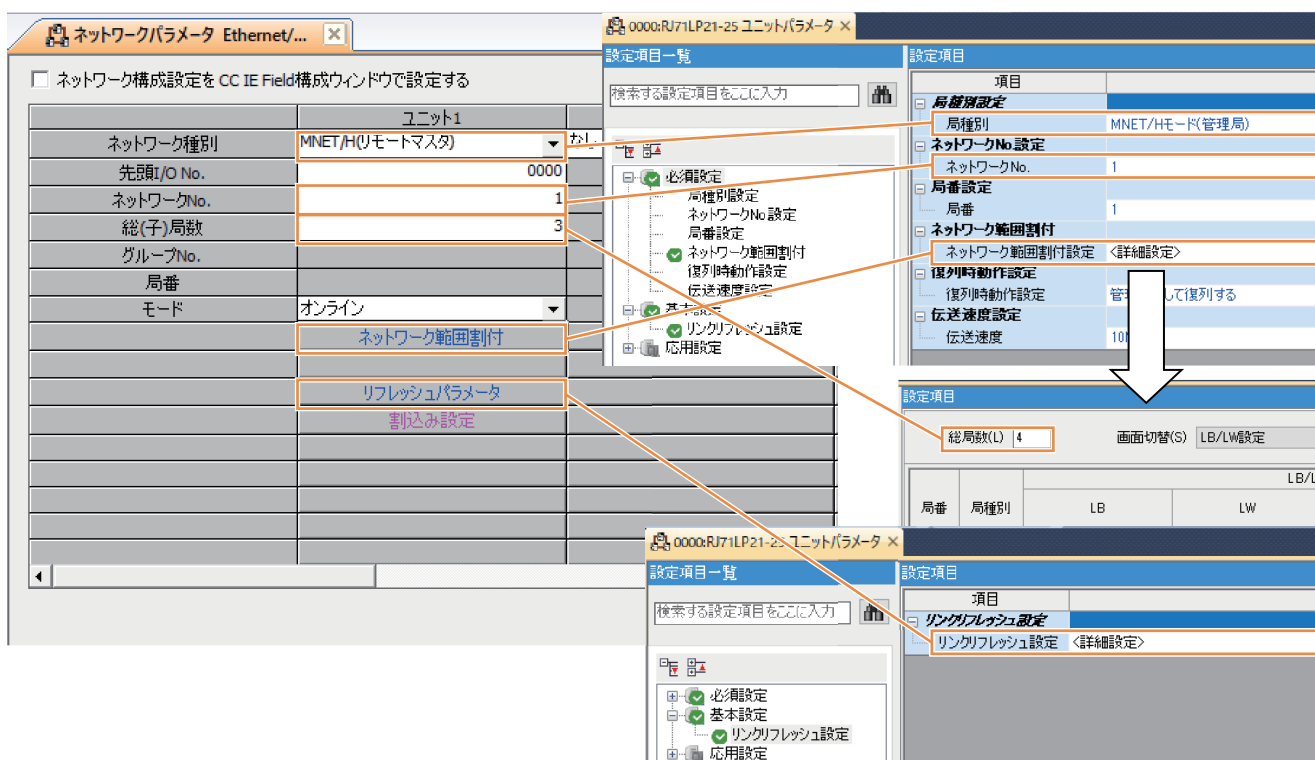 ネットワークパラメータ Ethernet/...
ネットワーク構成設定を CC IE Field構成ウィンドウで設定する
ユニット1
ネットワーク種別
MNET/H(リモートマスタ)
なし
先頭I/O No.
0000
ネットワークNo.
1
総(子)局数
3
グループNo.
局番
モード
オンライン
ネットワーク範囲割付
リフレッシュパラメータ
割込み設定
0000:RJ71LP21-25 ユニットパラメータ
設定項目一覧
検索する設定項目をここに入力
必須設定
局種別設定
ネットワークNo.設定
局番設定
ネットワーク範囲割付
復列時動作設定
伝送速度設定
基本設定
リンクリフレッシュ設定
応用設定
設定項目
項目
局種別設定
局種別
MNET/Hモード(管理局)
ネットワークNo.設定
ネットワークNo.
1
局番設定
局番
1
ネットワーク範囲割付
ネットワーク範囲割付設定
<詳細設定>
復列時動作設定
復列時動作設定
して復列する
伝送速度設定
伝送速度
設定項目
総局数(L)
4
画面切替(S)
LB/LW設定
LB/L
局番
局種別
LB
LW
0000:RJ71LP21-25 ユニットパラメータ
設定項目一覧
検索する設定項目をここに入力
必須設定
基本設定
リンクリフレッシュ設定
応用設定
設定項目
項目
リンクリフレッシュ設定
リンクリフレッシュ設定
<詳細設定>